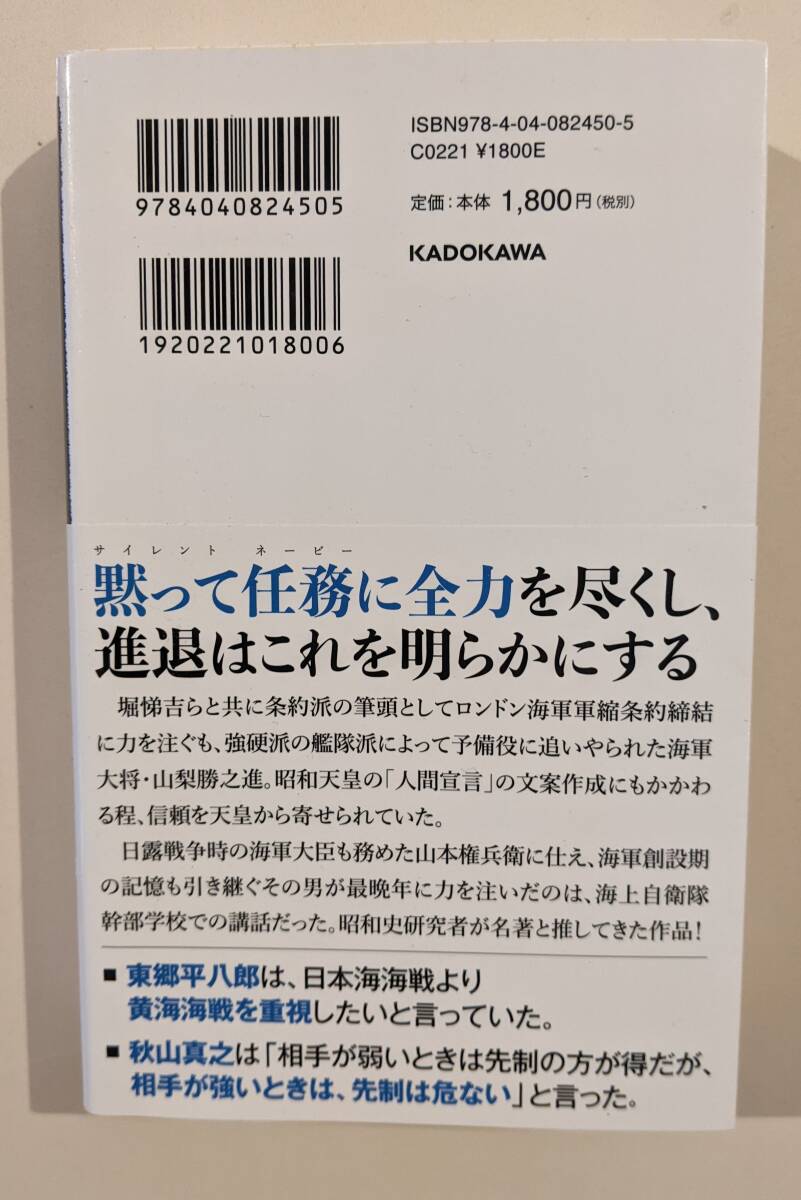 ISBN978-4-04-082450-5
C0221 ¥1800E
9784040824505
定価：本体 1,800円（税別）
KADOKAWA
1920221018006
サイレント ネービー
黙って任務に全力を尽くし、
進退はこれを明らかにする
堀悌吉らと共に条約派の筆頭としてロンドン海軍軍縮条約締結
に力を注ぐも、強硬派の艦隊派によって予備役に追いやられた海軍
大将・山梨勝之進。昭和天皇の「人間宣言」の文案作成にもかかわ
る程、信頼を天皇から寄せられていた。
日露戦争時の海軍大臣も務めた山本権兵衛に仕え、海軍創設期
の記憶も引き継ぐその男が最晩年に力を注いだのは、海上自衛隊
幹部学校での講話だった。昭和史研究者が名著と推してきた作品！
■ 東郷平八郎は、日本海海戦より
黄海海戦を重視したいと言っていた。
■ 秋山真之は「相手が弱いときは先制の方が得だが、
相手が強いときは、先制は危ない」と言った。